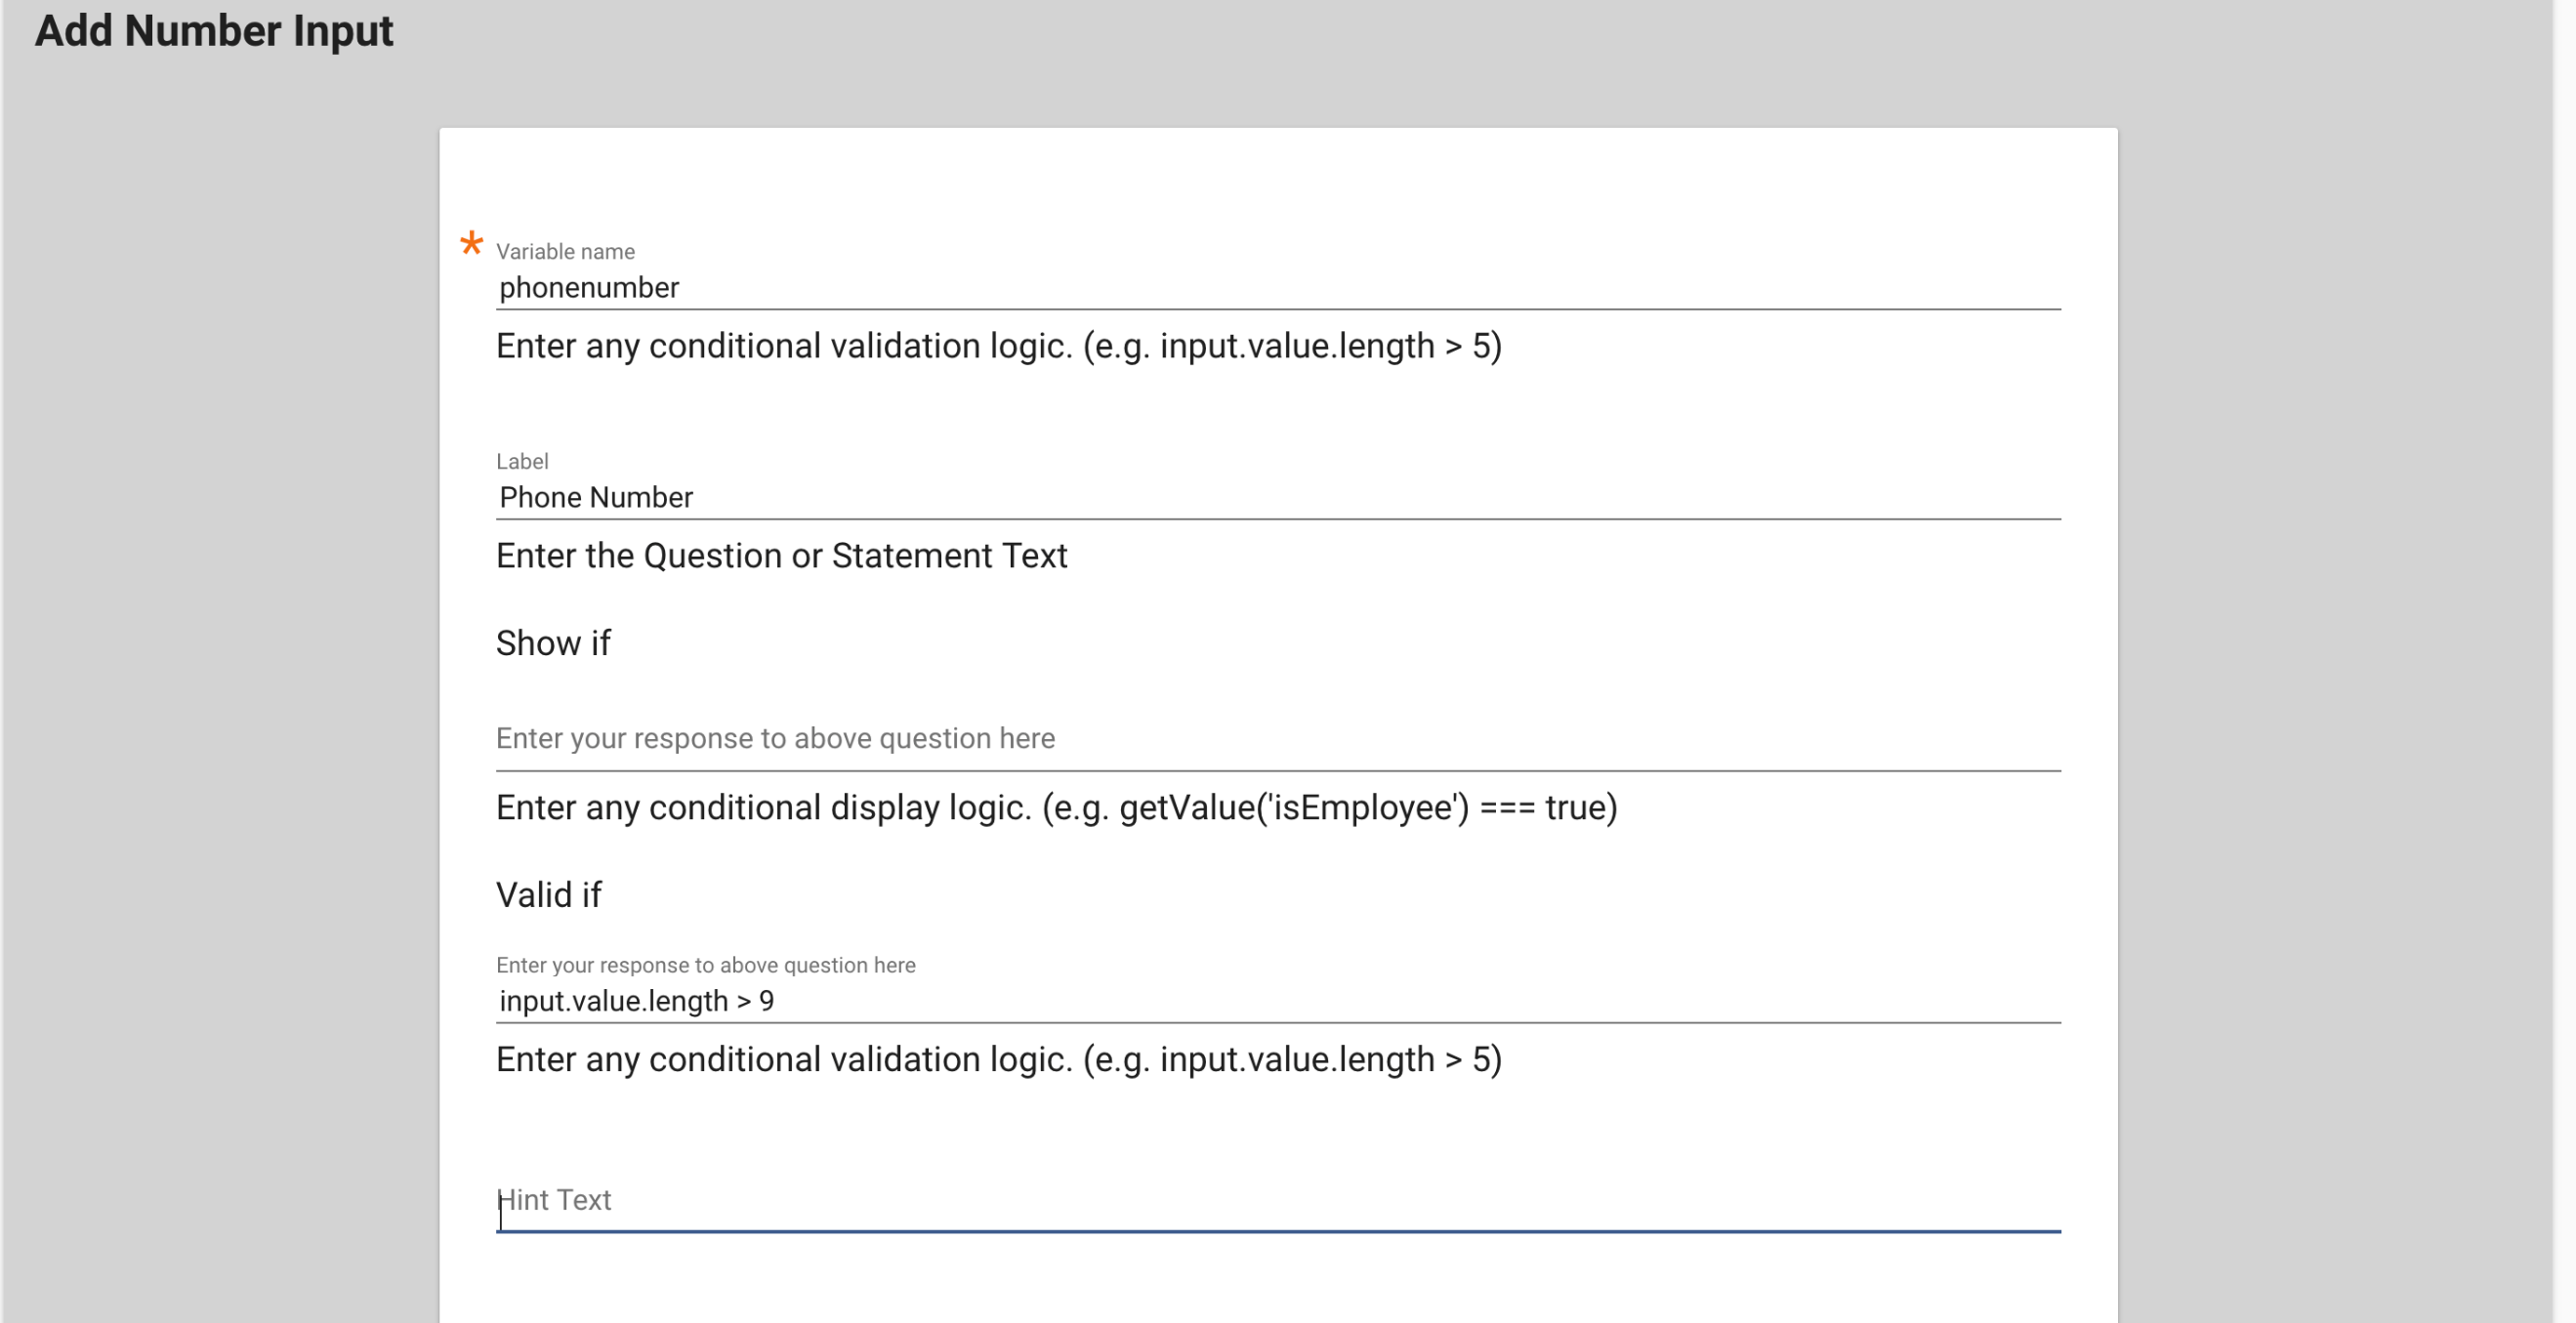 Add Number Input
*
Variable name
phonenumber
Enter any conditional validation logic. (e.g. input.value.length > 5)
Label
Phone Number
Enter the Question or Statement Text
Show if
Enter your response to above question here
Enter any conditional display logic. (e.g. getValue('isEmployee') === true)
Valid if
Enter your response to above question here
input.value.length > 9
Enter any conditional validation logic. (e.g. input.value.length > 5)
Hint Text